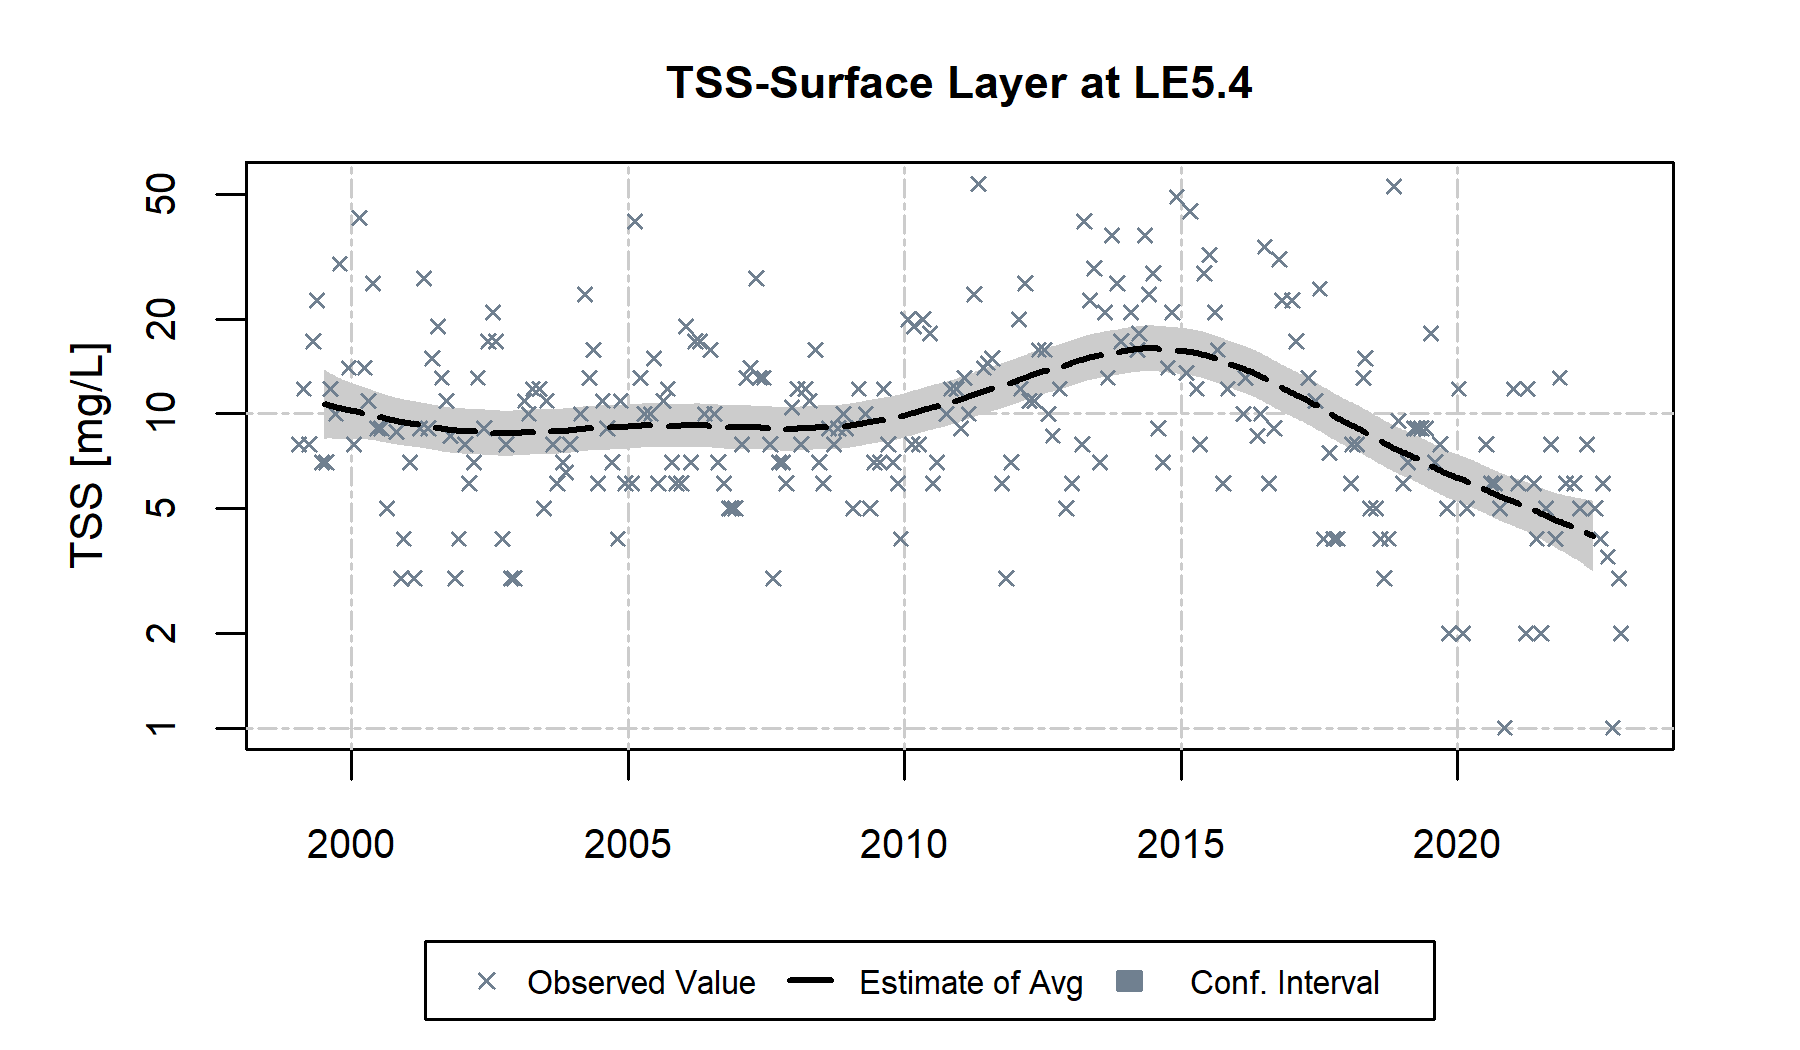 TSS-Surface Layer at LE5.4
TSS [mg/L]
50
20
10
5
2
1
2000 2005 2010 2015 2020
Observed Value Estimate of Avg Conf. Interval